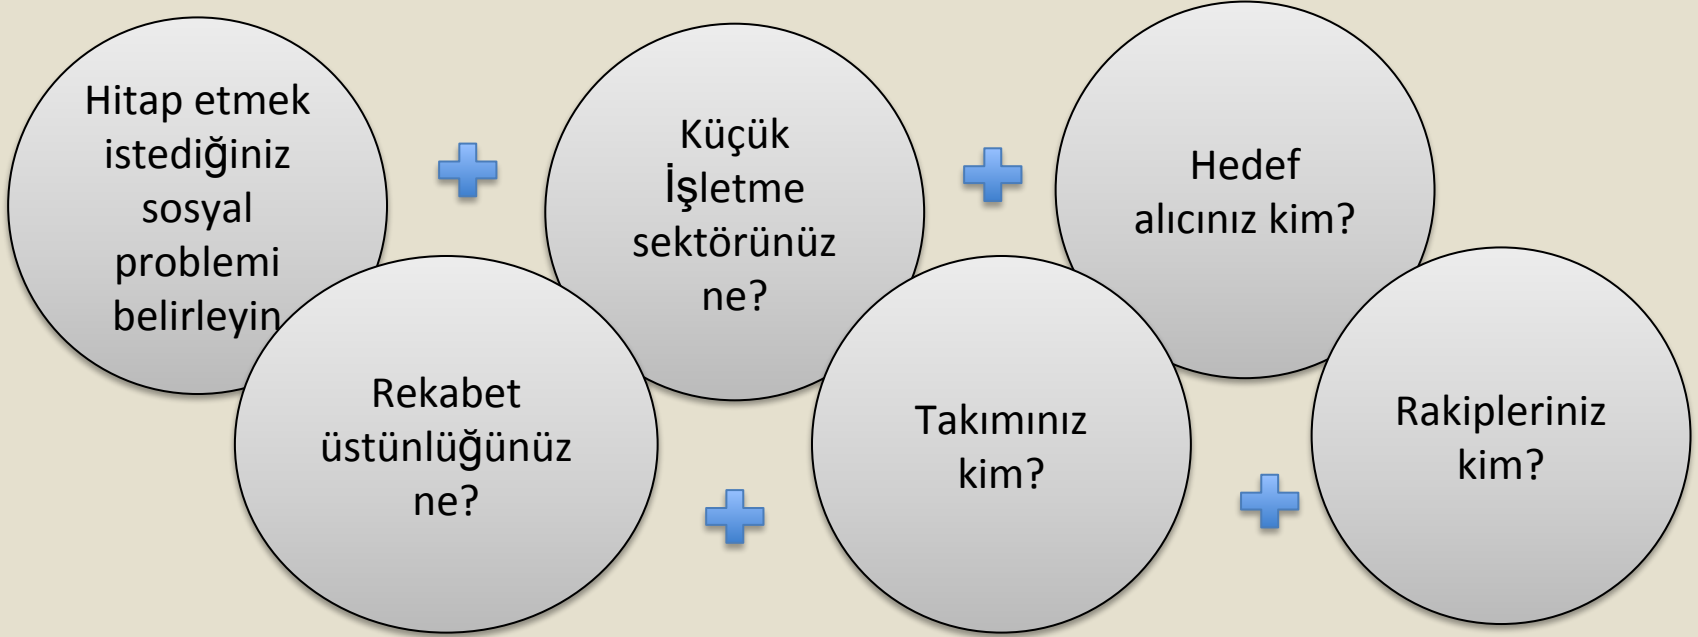 Hitap etmek
istediğiniz
sosyal
problemi
belirleyin
Küçük
İşletme
sektörünüz
ne?
Hedef
alıcınız kim?
Rekabet
üstünlüğünüz
ne?
Takımınız
kim?
Rakipleriniz
kim?